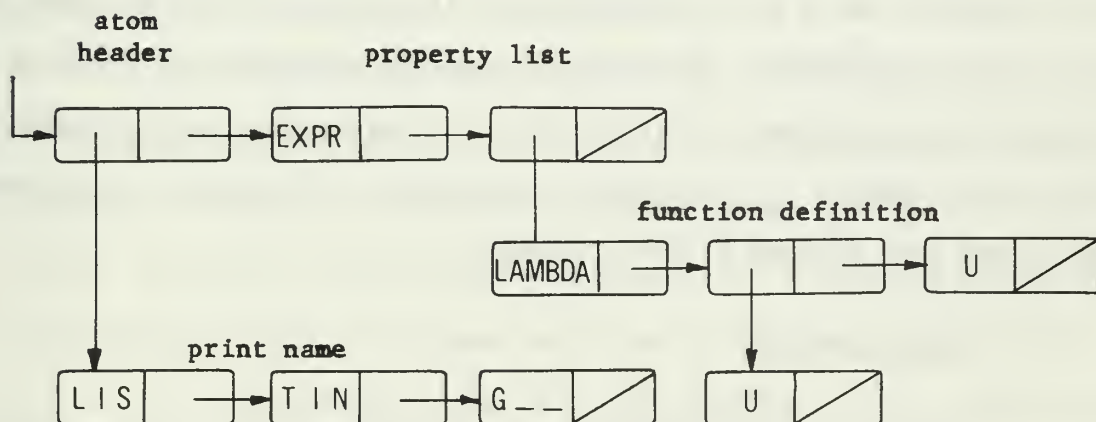 atom
header
property list
EXPR
function definition
LAMBDA
U
print name
LIS
TIN
G__
U